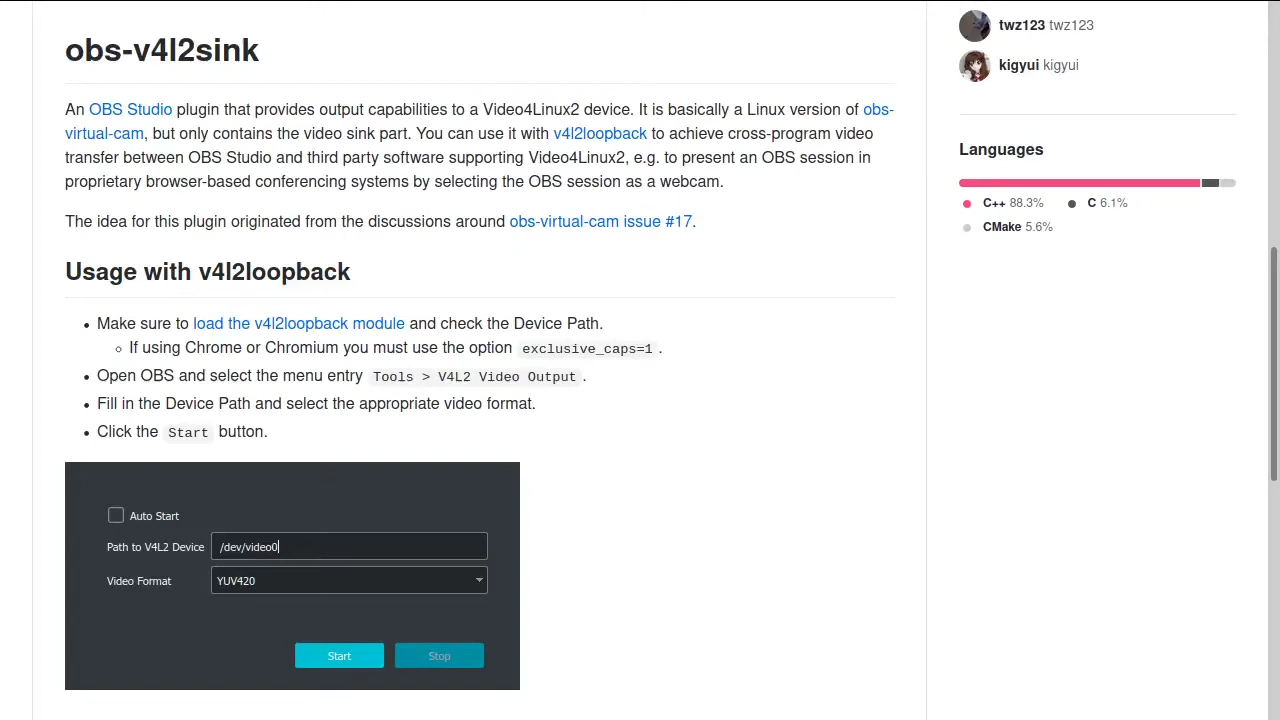 obs-v4l2sink
An OBS Studio plugin that provides output capabilities to a Video4Linux2 device. It is basically a Linux version of obs-
virtual-cam, but only contains the video sink part. You can use it with v4l2loopback to achieve cross-program video
transfer between OBS Studio and third party software supporting Video4Linux2, e.g. to present an OBS session in
proprietary browser-based conferencing systems by selecting the OBS session as a webcam.
The idea for this plugin originated from the discussions around obs-virtual-cam issue #17.
Usage with v4l2loopback
• Make sure to load the v4l2loopback module and check the Device Path.
◦ If using Chrome or Chromium you must use the option exclusive_caps=1 .
• Open OBS and select the menu entry Tools > V4L2 Video Output .
• Fill in the Device Path and select the appropriate video format.
• Click the Start button.
Auto Start
Path to V4L2 Device /dev/video0
Video Format YUV420
Start Stop
twz123 twz123
kigyui kigyui
Languages
C++ 88.3% C 6.1%
CMake 5.6%